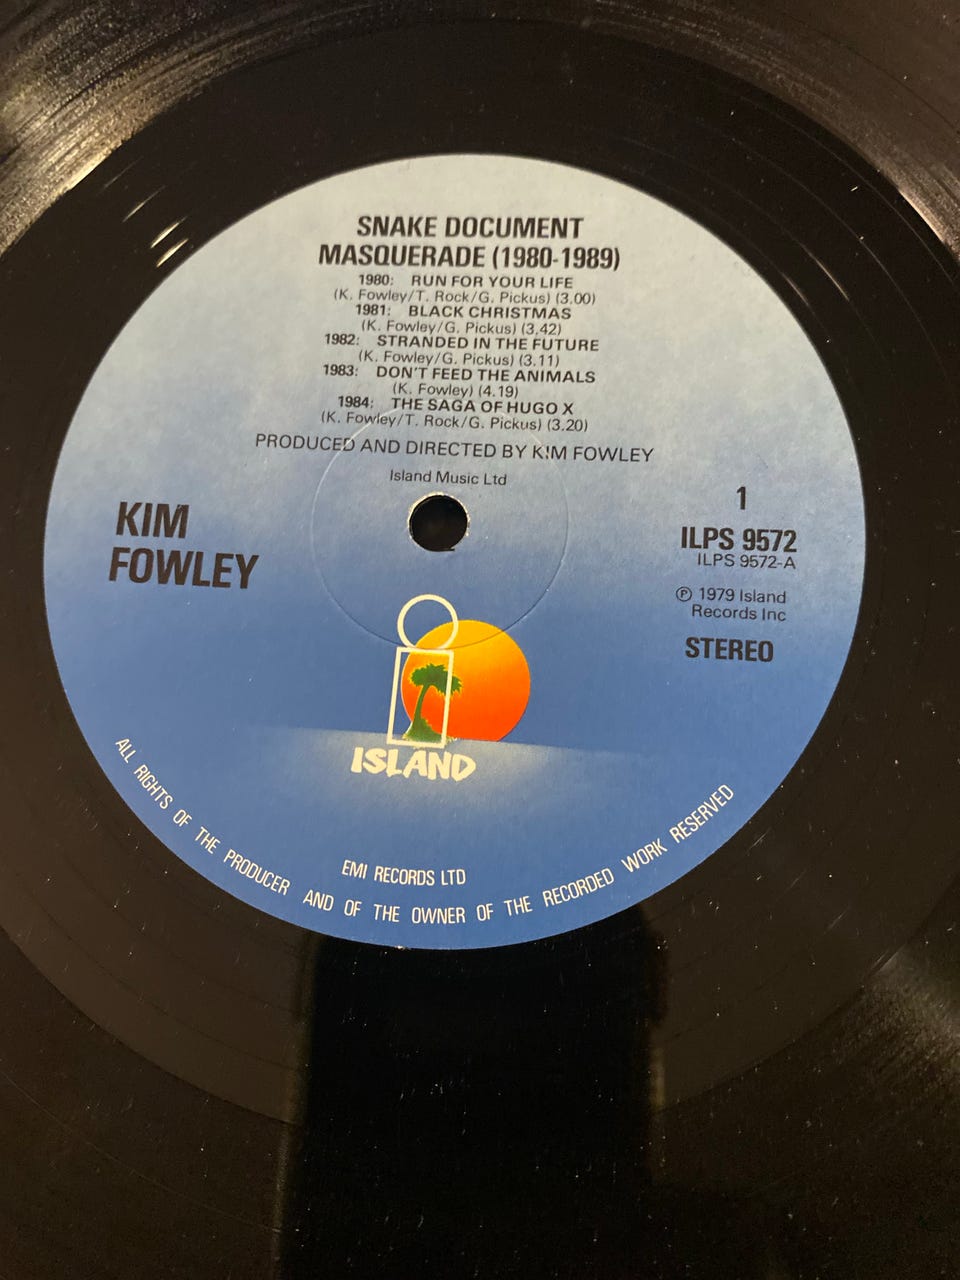 SNAKE DOCUMENT
MASQUERADE (1980-1989)
1980: RUN FOR YOUR LIFE
(K. Fowley/T. Rock/G. Pickus) (3.00)
1981: BLACK CHRISTMAS
(K. Fowley/G. Pickus) (3.42)
1982: STRANDED IN THE FUTURE
(K. Fowley/G. Pickus) (3.11)
1983: DON'T FEED THE ANIMALS
(K. Fowley) (4.19)
1984: THE SAGA OF HUGO X
(K. Fowley/T. Rock/G. Pickus) (3.20)
PRODUCED AND DIRECTED BY KIM FOWLEY
Island Music Ltd
KIM
FOWLEY
1
ILPS 9572
ILPS 9572-A
℗ 1979 Island
Records Inc
STEREO
ISLAND
EMI RECORDS LTD
ALL RIGHTS OF THE PRODUCER AND OF THE OWNER OF THE RECORDED WORK RESERVED